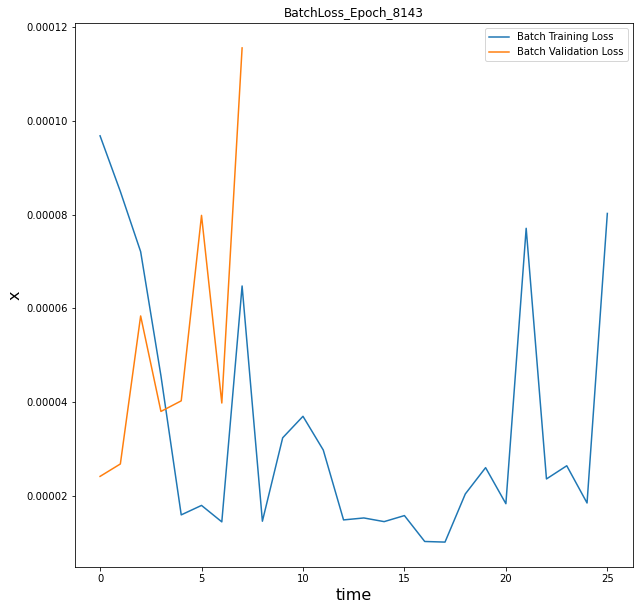 BatchLoss_Epoch_8143
Batch Training Loss
Batch Validation Loss
0.00012
0.00010
0.00008
0.00006
0.00004
0.00002
x
0 5 10 15 20 25
time